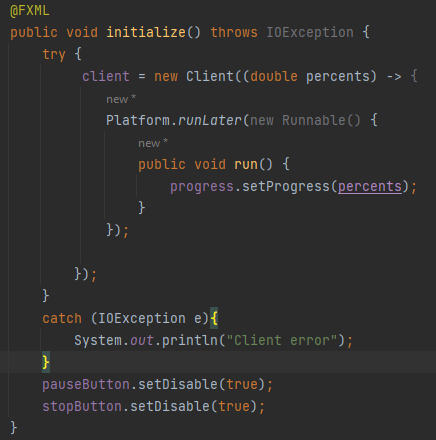 @FXML
public void initialize() throws IOException {
    try {
         client = new Client((double percents) -> {
            new *
            Platform.runLater(new Runnable() {
                new *
                public void run() {
                    progress.setProgress(percents);
                }
            });

        });
    }
    catch (IOException e){
        System.out.println("Client error");
    }
    pauseButton.setDisable(true);
    stopButton.setDisable(true);
}